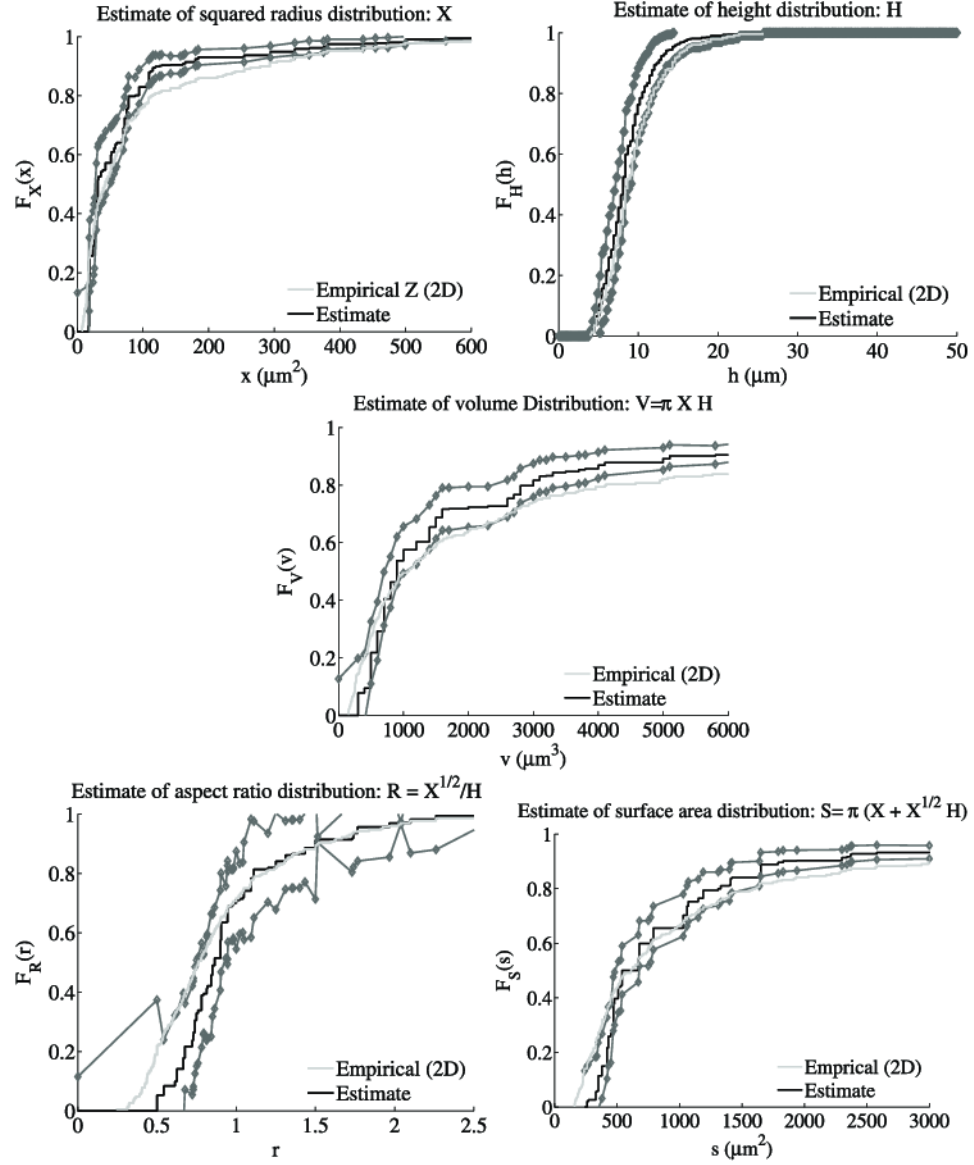 Estimate of squared radius distribution: X
1
0.8
0.6
0.4
0.2
0
F_X(x)
0 100 200 300 400 500 600
x (μm²)
Empirical Z (2D)
Estimate
Estimate of height distribution: H
1
0.8
0.6
0.4
0.2
0
F_H(h)
0 10 20 30 40 50
h (μm)
Empirical (2D)
Estimate
Estimate of volume Distribution: V=π X H
1
0.8
0.6
0.4
0.2
0
F_V(v)
0 1000 2000 3000 4000 5000 6000
v (μm³)
Empirical (2D)
Estimate
Estimate of aspect ratio distribution: R = X^1/2/H
1
0.8
0.6
0.4
0.2
0
F_R(r)
0 0.5 1 1.5 2 2.5
r
Empirical (2D)
Estimate
Estimate of surface area distribution: S= π (X + X^1/2 H)
1
0.8
0.6
0.4
0.2
0
F_S(s)
0 500 1000 1500 2000 2500 3000
s (μm²)
Empirical (2D)
Estimate